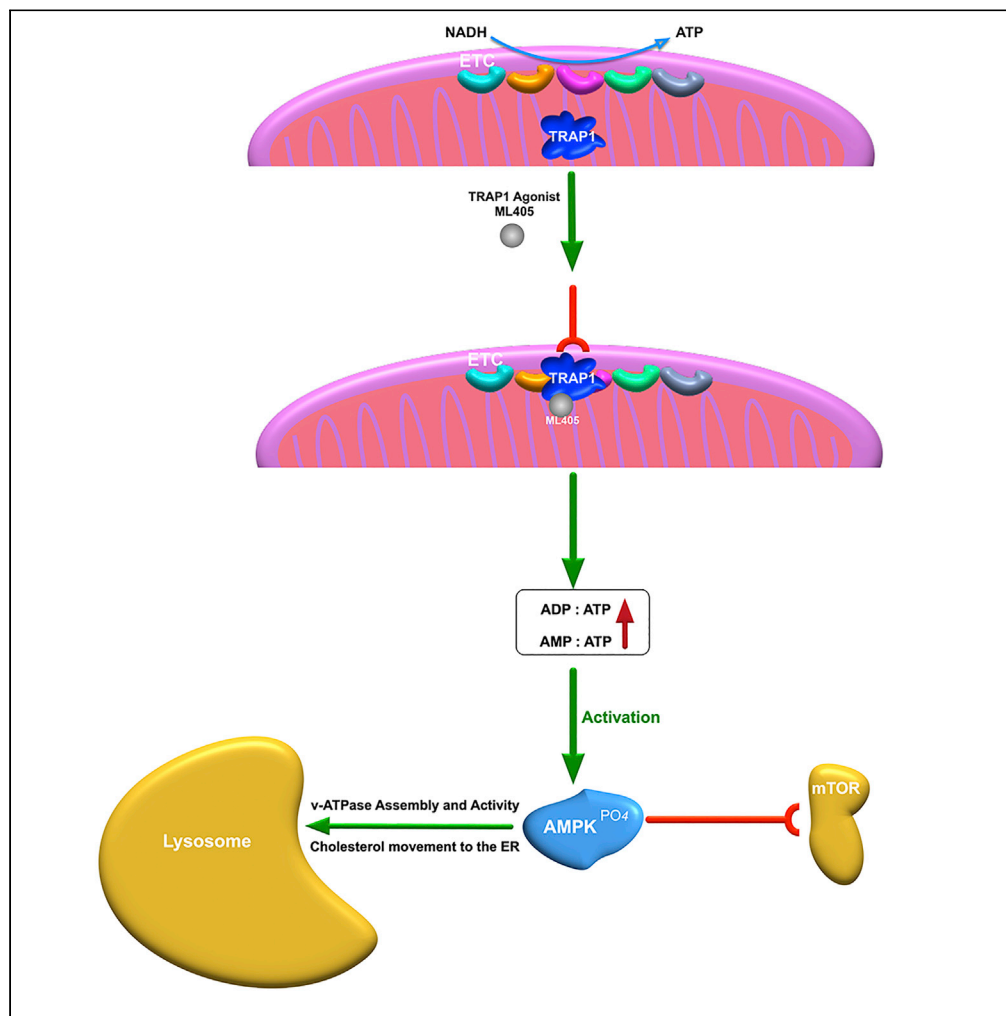 NADH
ATP
ETC
TRAP1
TRAP1 Agonist
ML405
ETC
TRAP1
ML405
ADP : ATP
AMP : ATP
Activation
v-ATPase Assembly and Activity
Cholesterol movement to the ER
Lysosome
AMPK PO4
mTOR